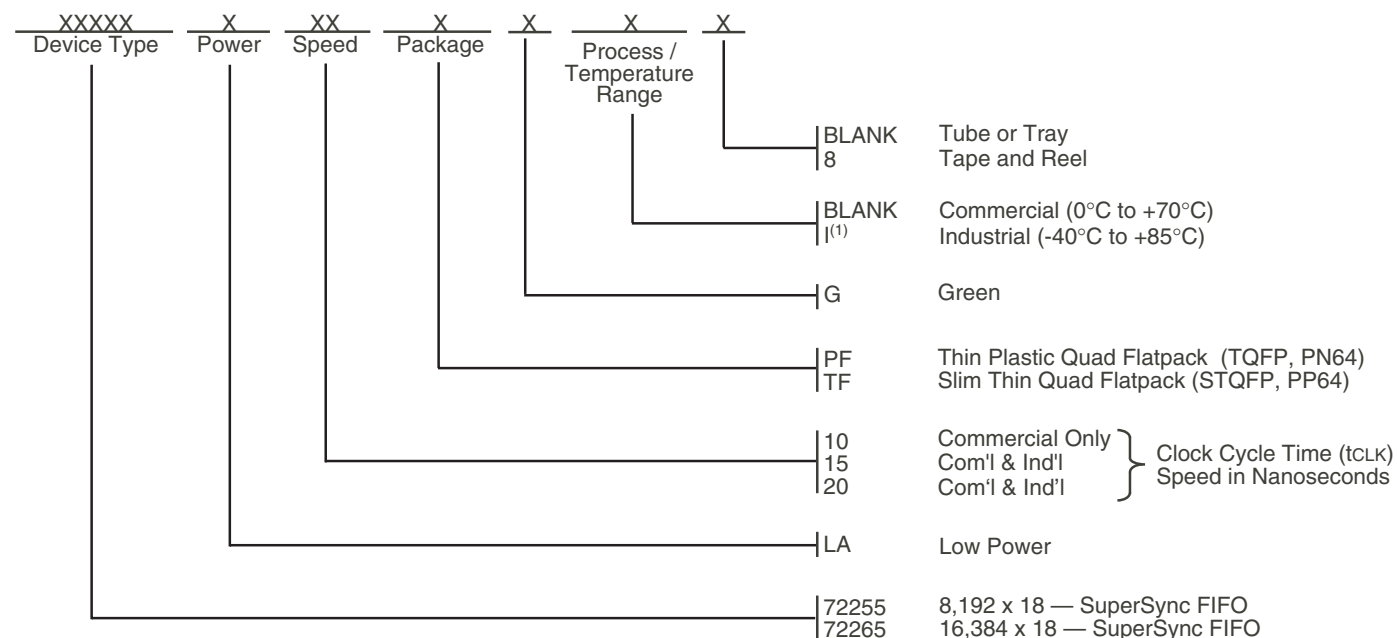 XXXXX X XX X X X X
Device Type Power Speed Package Process /
Temperature
Range
BLANK Tube or Tray
8 Tape and Reel
BLANK Commercial (0°C to +70°C)
I(1) Industrial (-40°C to +85°C)
G Green
PF Thin Plastic Quad Flatpack (TQFP, PN64)
TF Slim Thin Quad Flatpack (STQFP, PP64)
10 Commercial Only
15 Com'l & Ind'l
20 Com‘l & Ind’l
Clock Cycle Time (tCLK)
Speed in Nanoseconds
LA Low Power
72255 8,192 x 18 — SuperSync FIFO
72265 16,384 x 18 — SuperSync FIFO